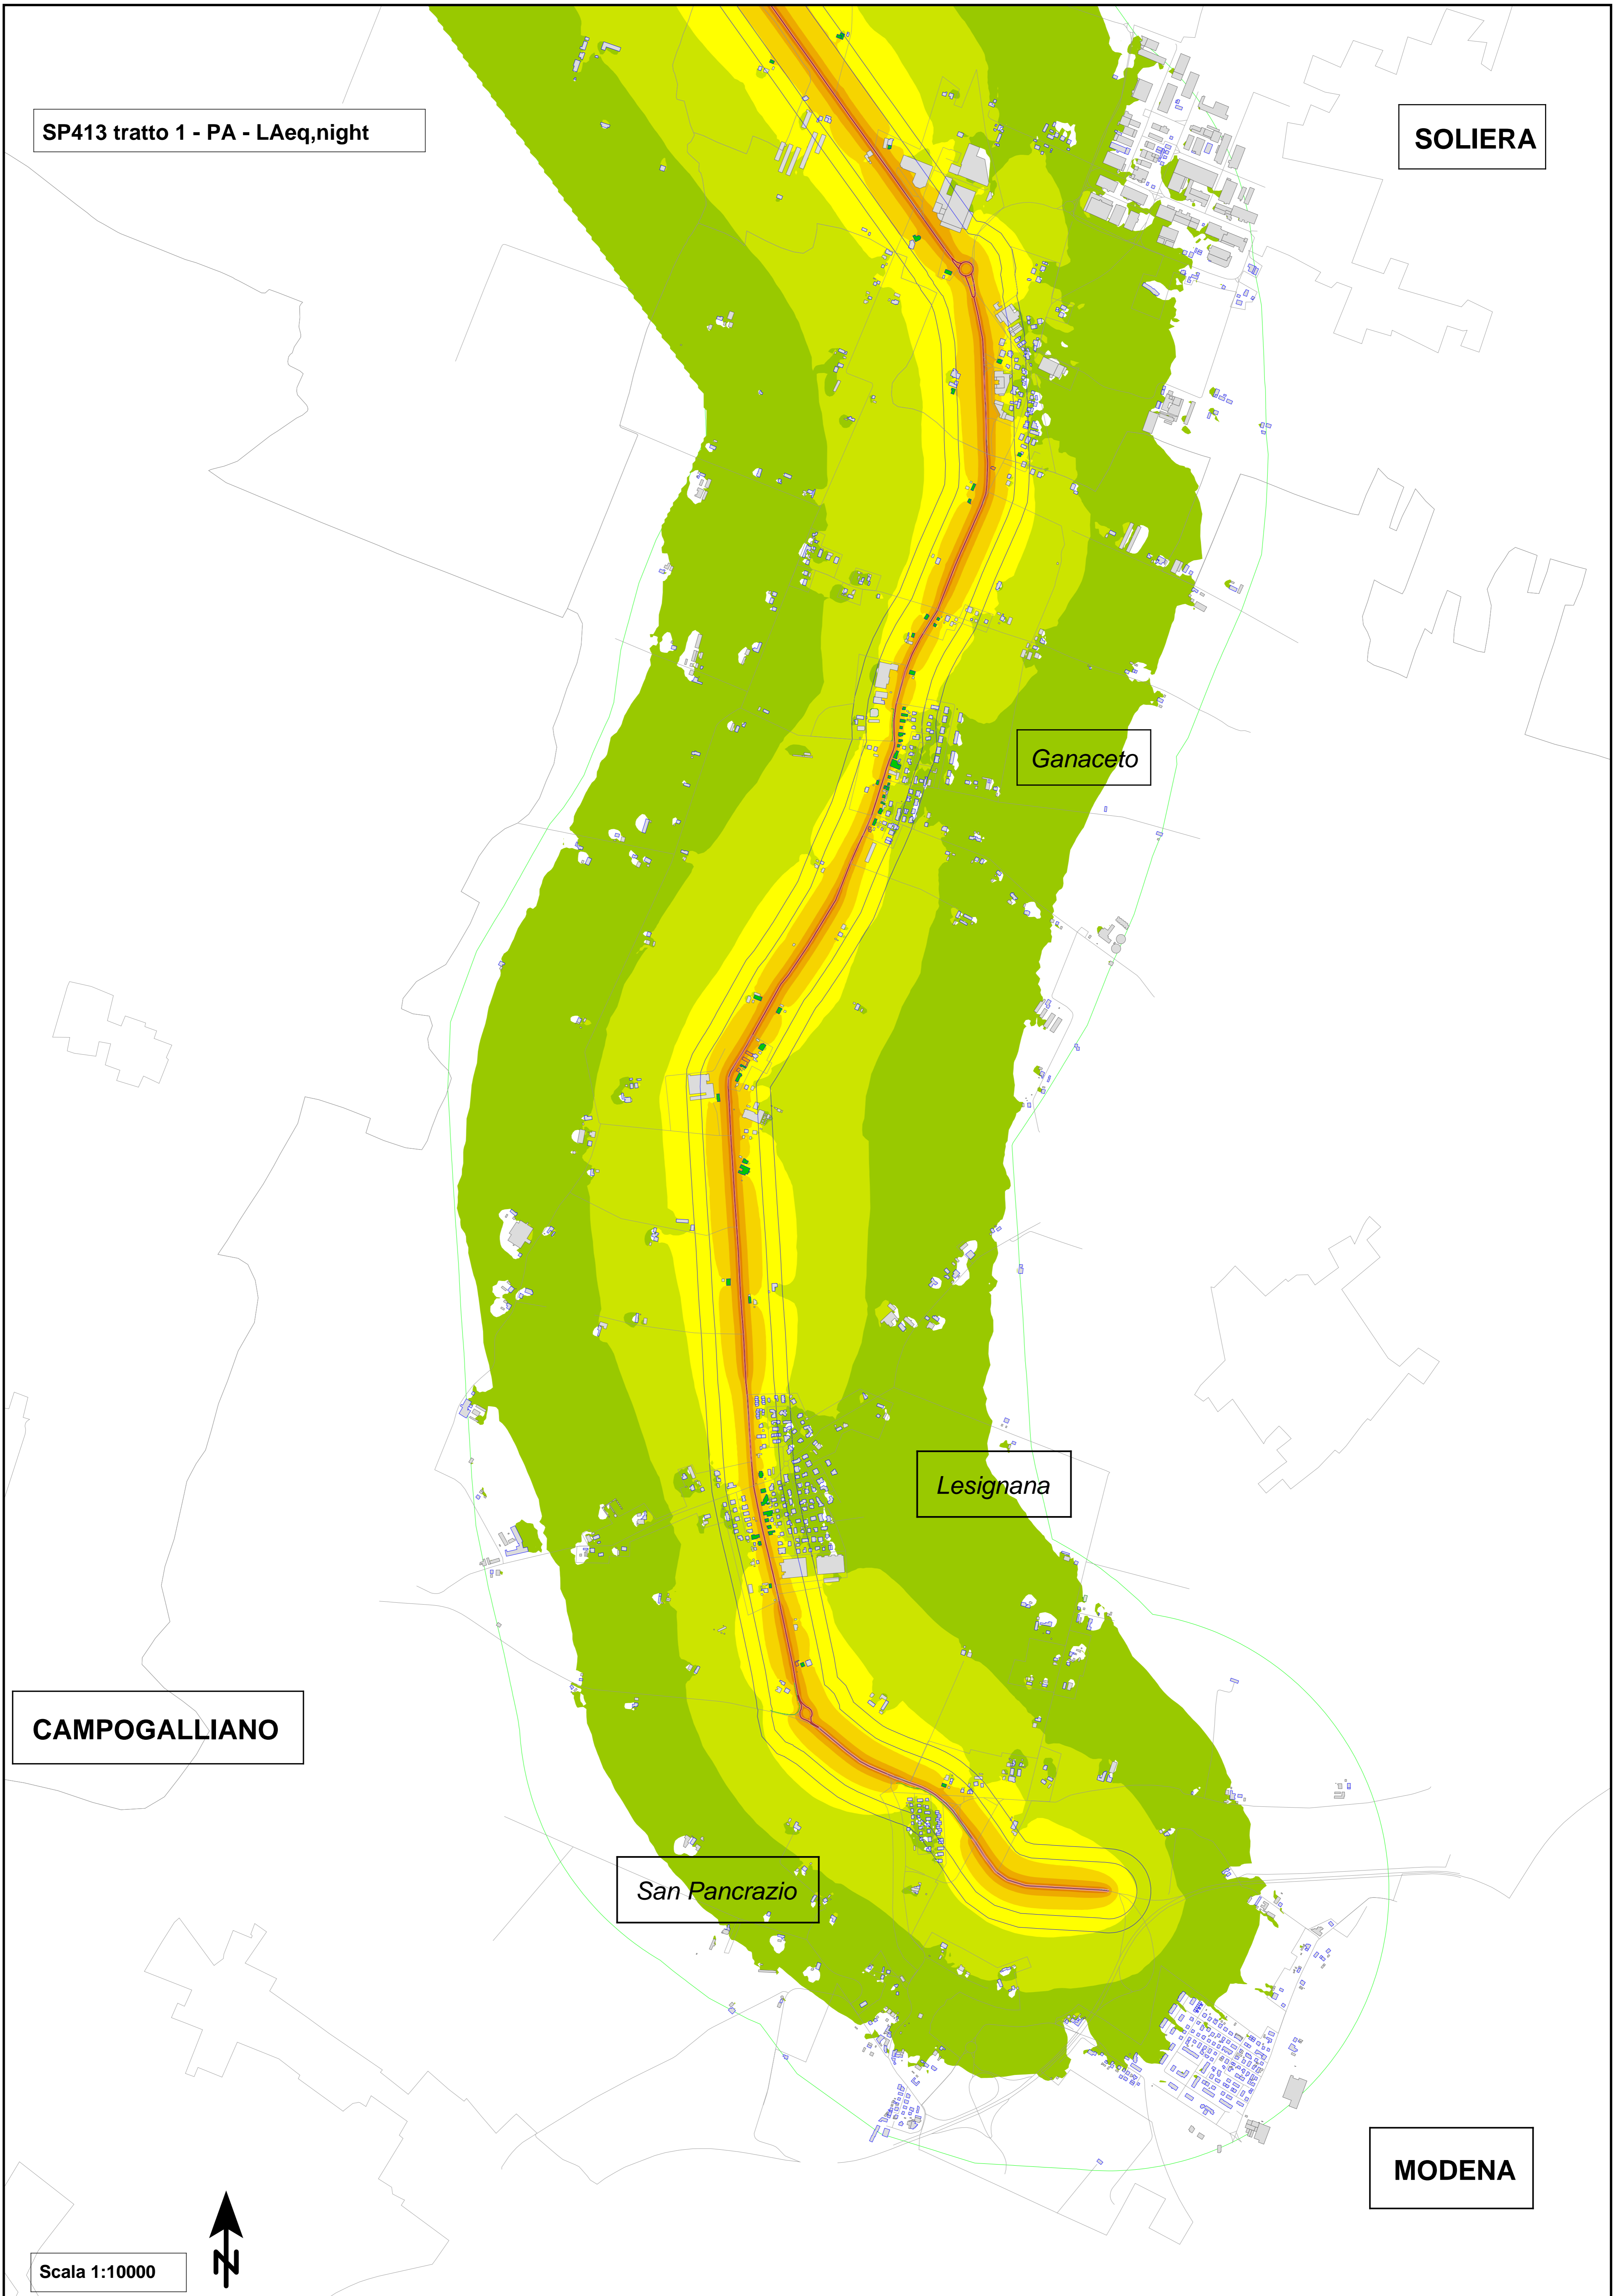 SP413 tratto 1 - PA - LAeq,night
SOLIERA
Ganaceto
Lesignana
CAMPOGALLIANO
San Pancrazio
MODENA
N
Scala 1:10000